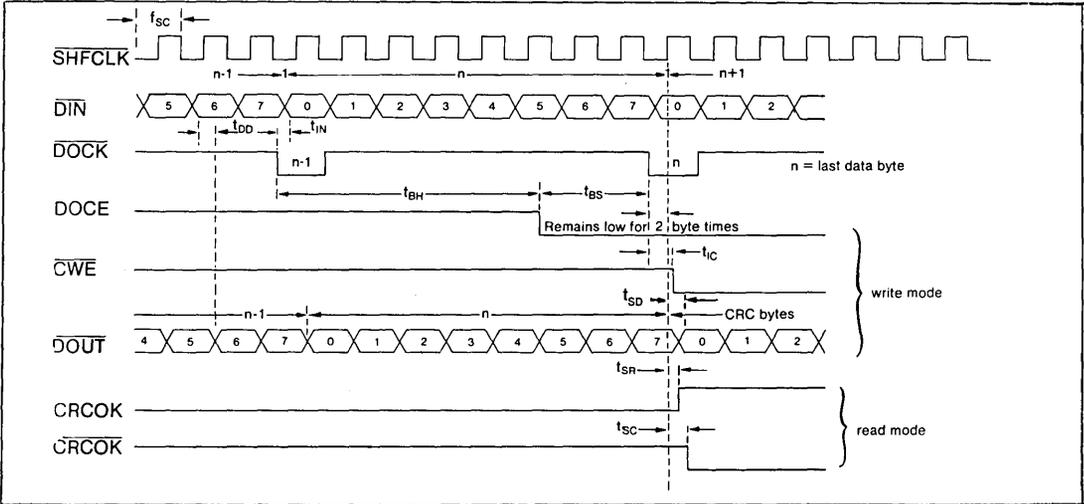 fSC
SHFCLK
n-1 1 n 1 n+1
DIN 5 6 7 0 1 2 3 4 5 6 7 0 1 2
tDD tIN
DOCK n-1 n n = last data byte
tBH tBS
DOCE
Remains low for 2 byte times
CWE tIC
write mode
tSD
n-1 n CRC bytes
DOUT 4 5 6 7 0 1 2 3 4 5 6 7 0 1 2
tSR
CRCOK
tSC
read mode
CRCOK